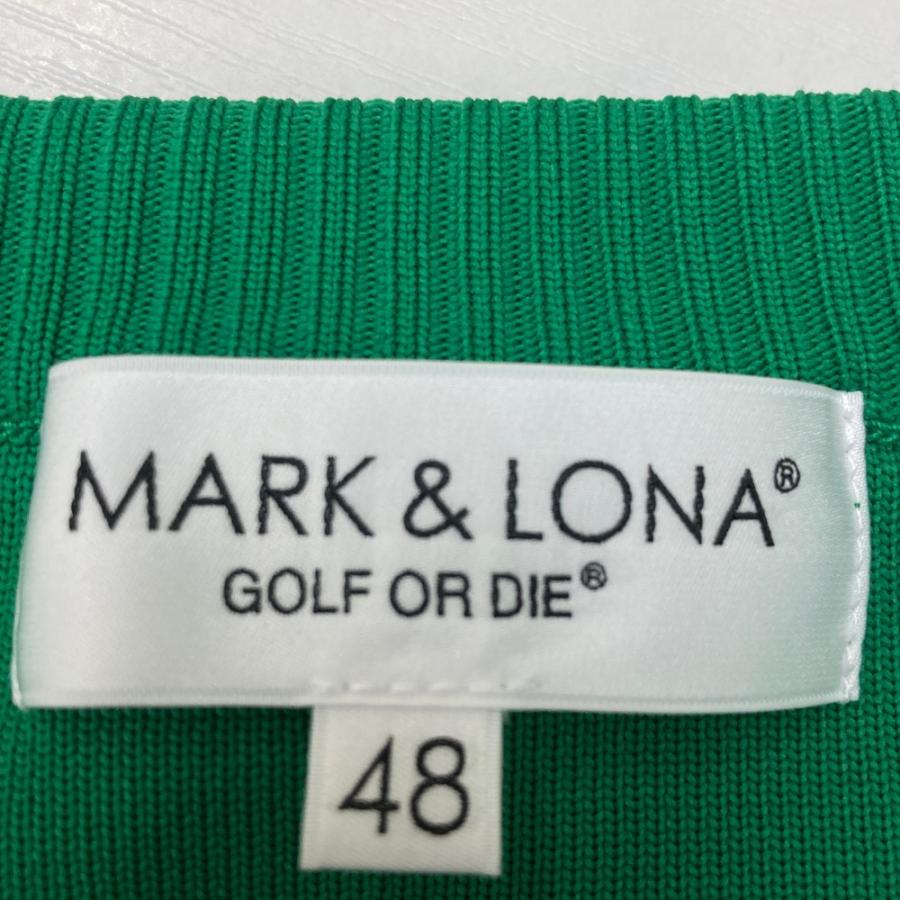 MARK & LONA®
GOLF OR DIE®
48